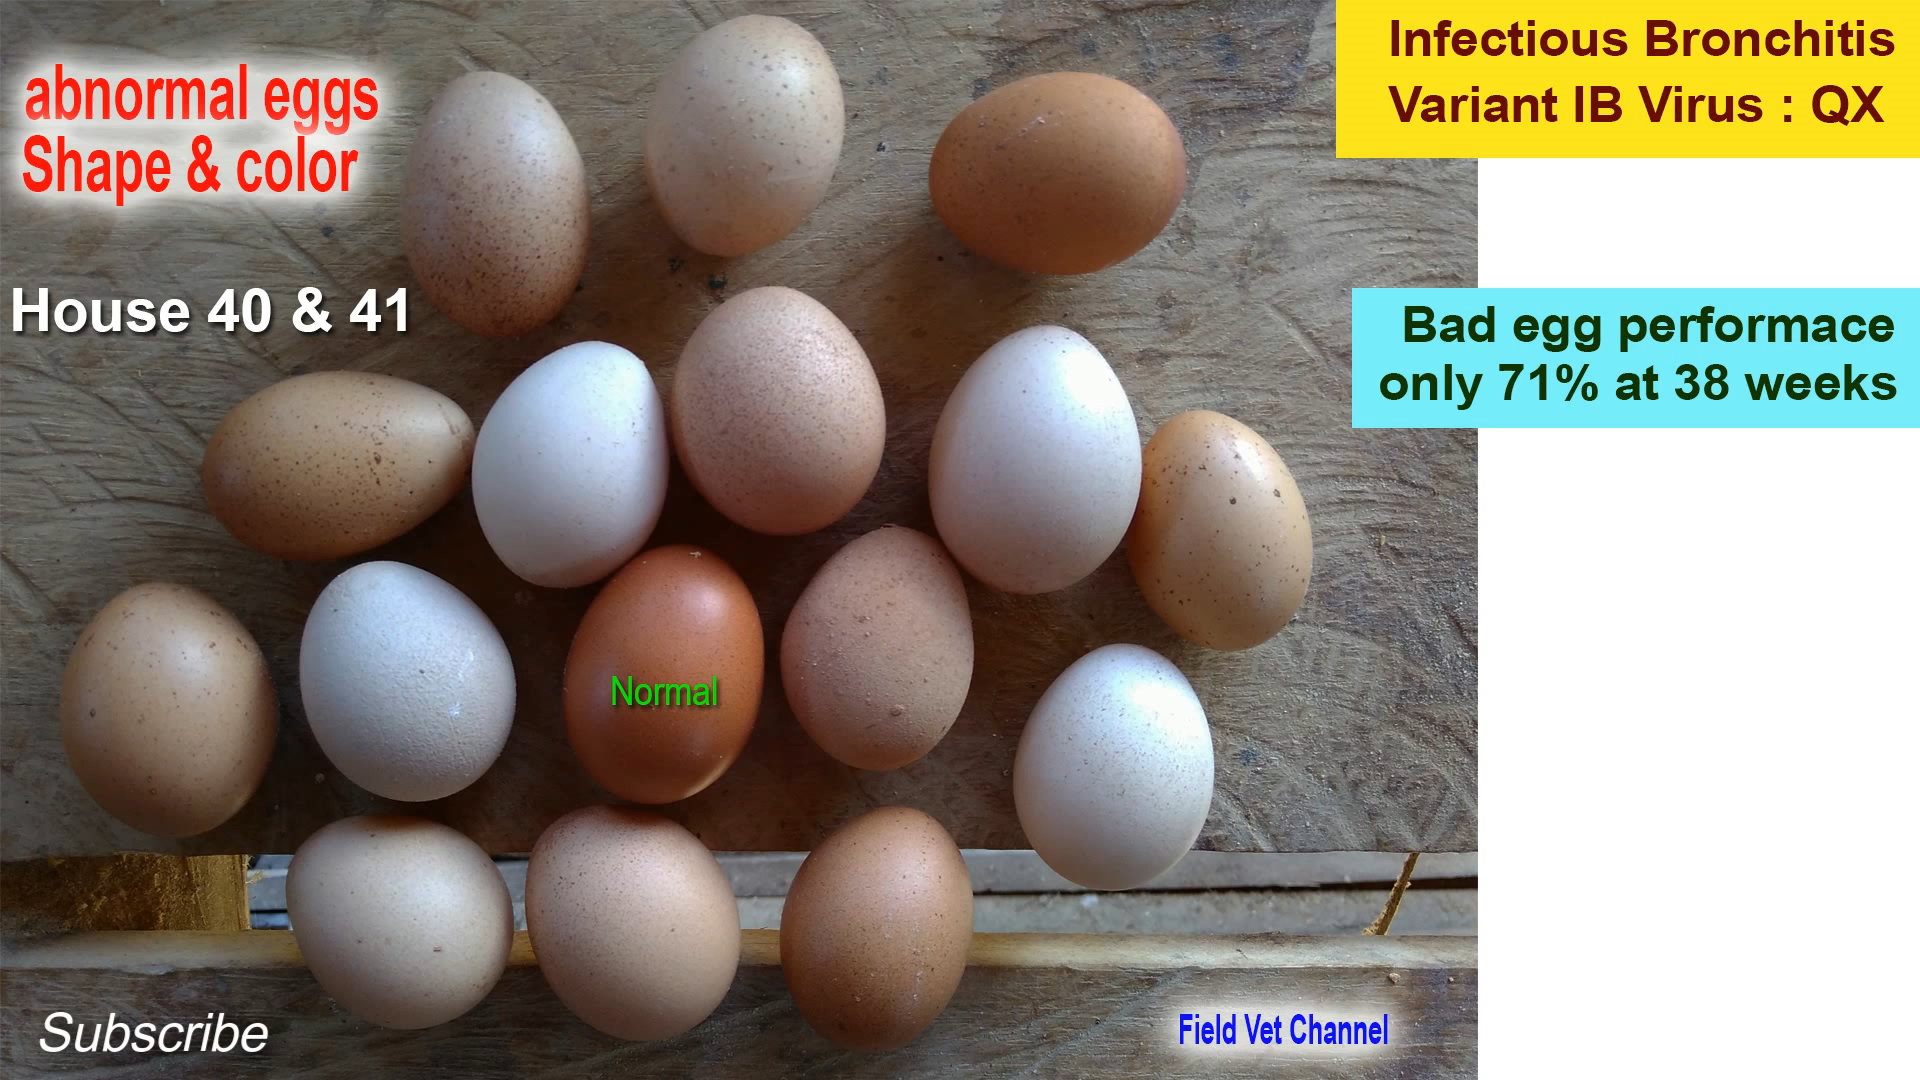 abnormal eggs
Shape & color
House 40 & 41
Infectious Bronchitis
Variant IB Virus : QX
Bad egg performace
only 71% at 38 weeks
Normal
Subscribe
Field Vet Channel